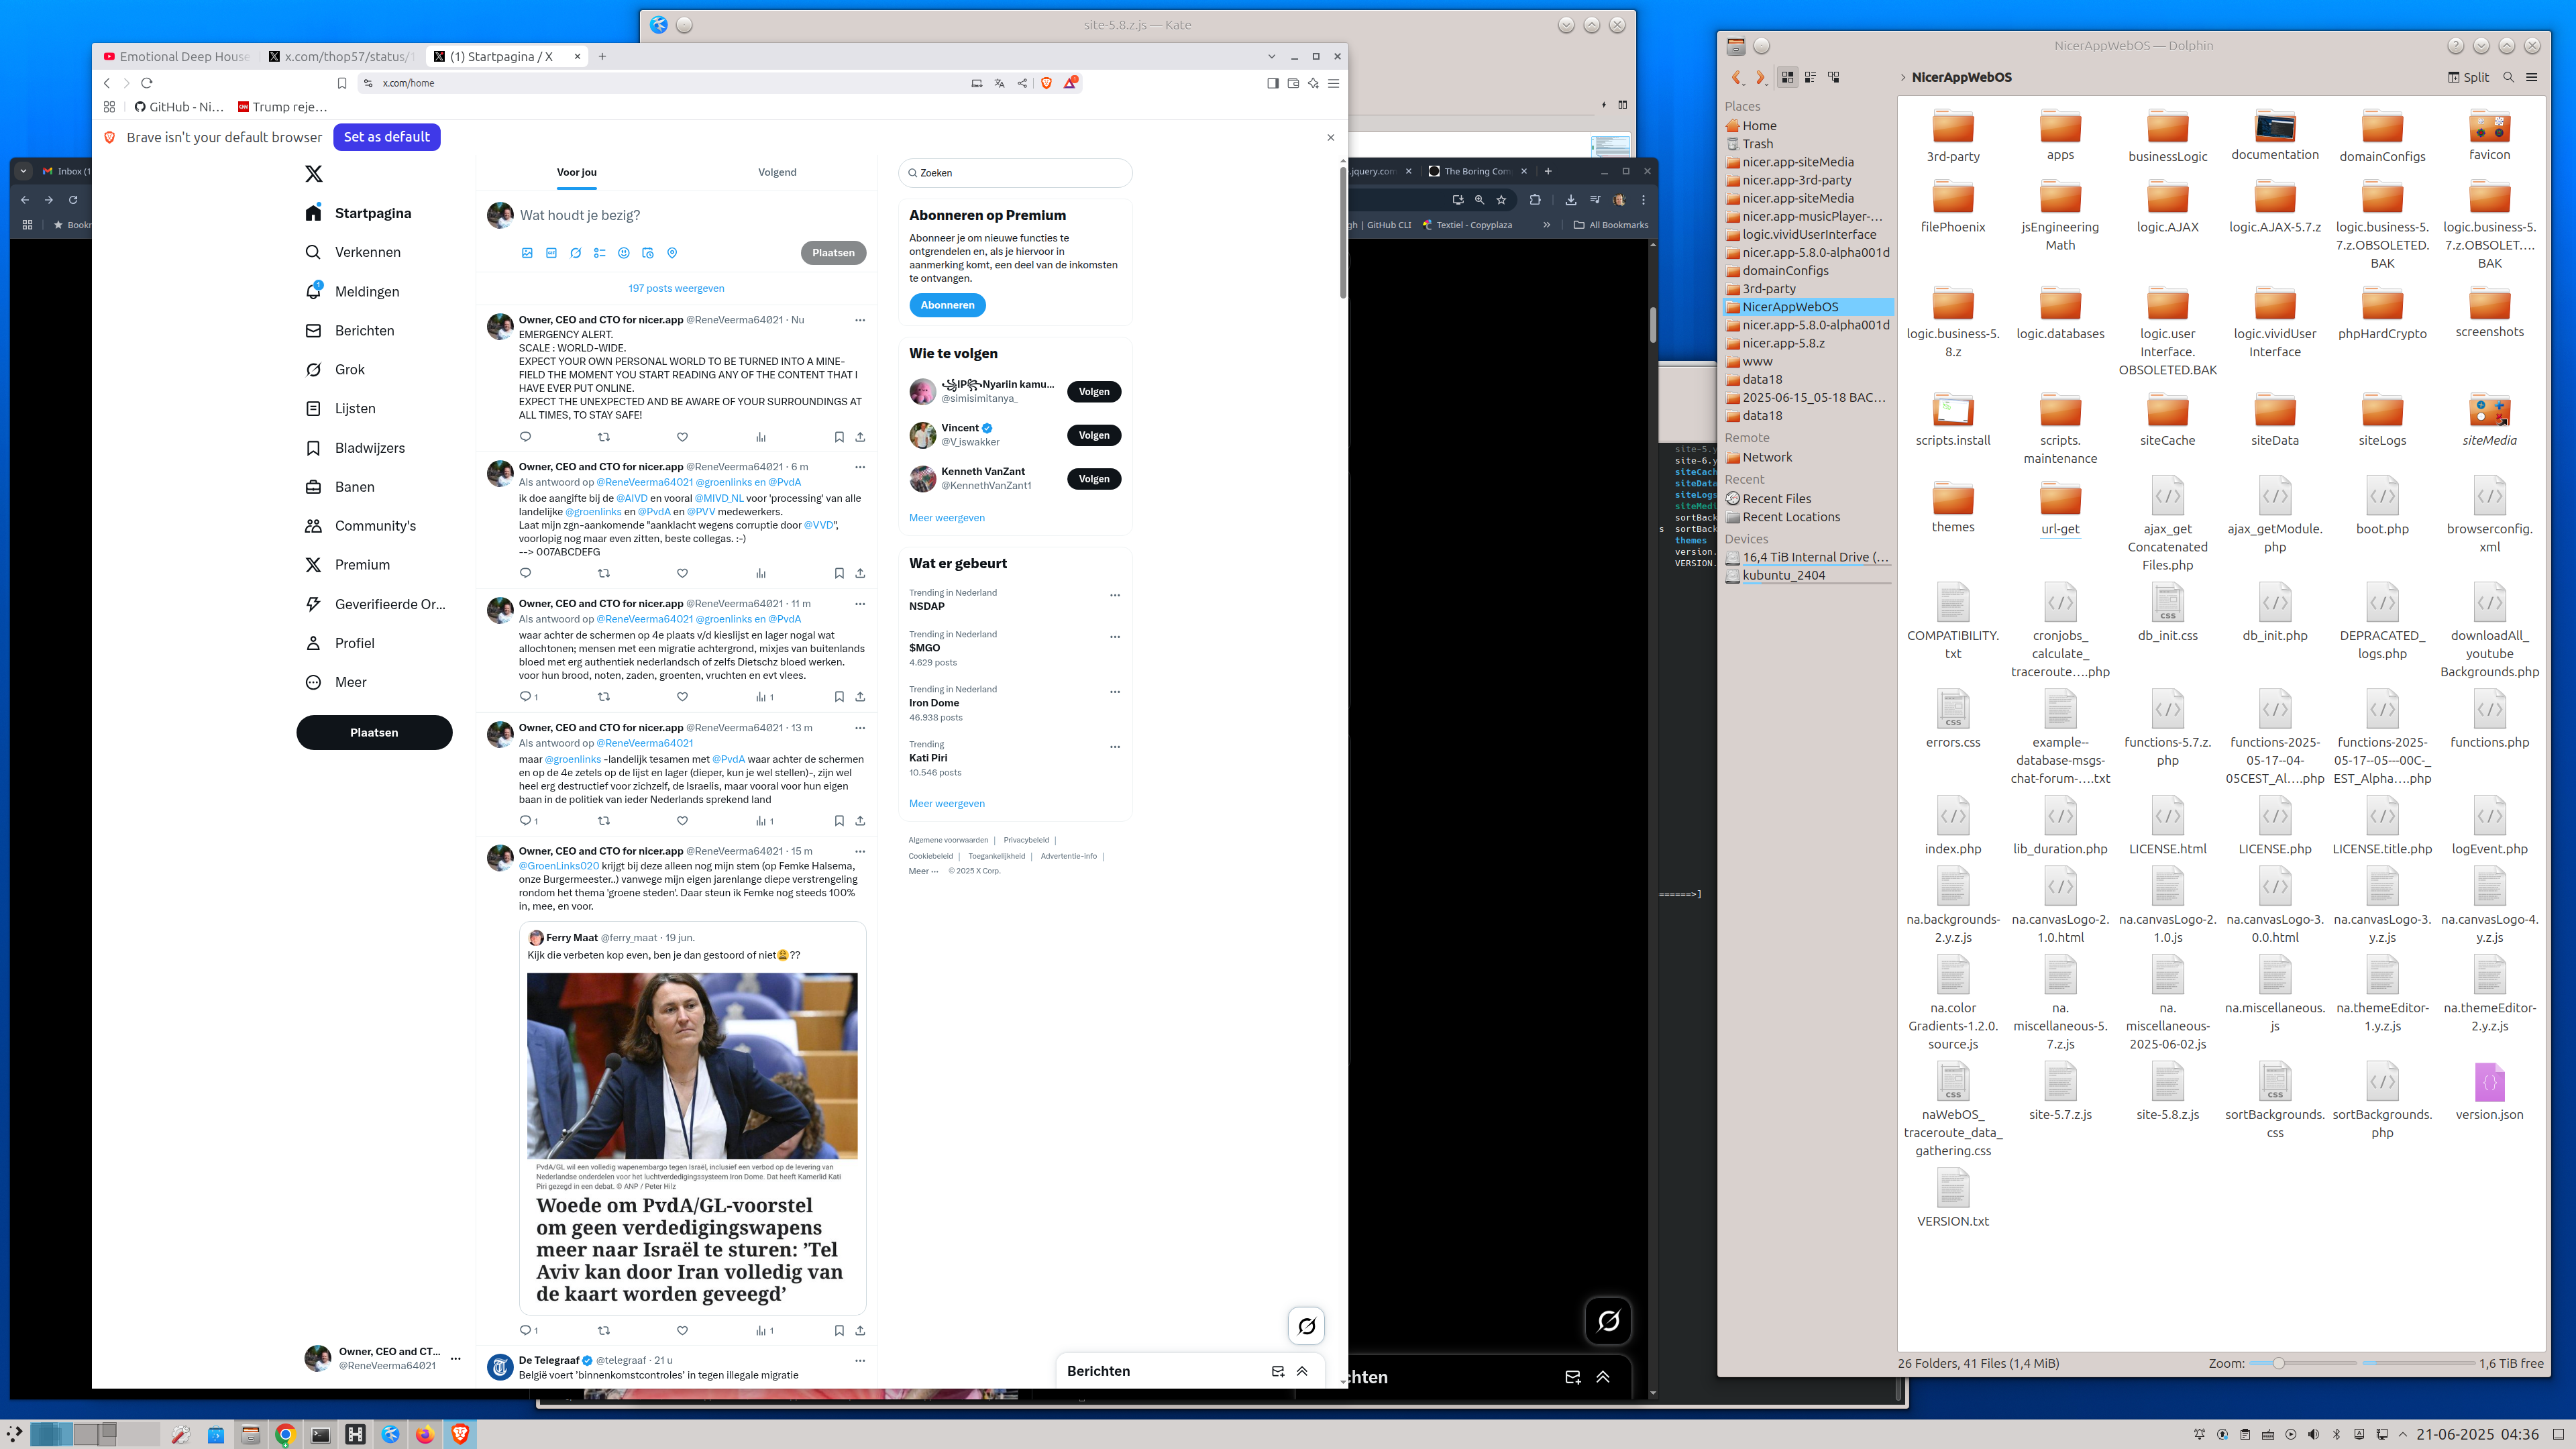 site-5.8.z.js — Kate
Emotional Deep House
x.com/thop57/status/1
(1) Startpagina / X
x.com/home
GitHub - Ni…
Trump reje…
Brave isn't your default browser
Set as default
Inbox (1
Bookr
.jquery.com
The Boring Com
gh | GitHub CLI
Textiel - Copyplaza
»
All Bookmarks
Startpagina
Verkennen
1
Meldingen
Berichten
Grok
Lijsten
Bladwijzers
Banen
Community's
Premium
Geverifieerde Or…
Profiel
Meer
Plaatsen
Owner, CEO and CT…
@ReneVeerma64021
Voor jou
Volgend
Wat houdt je bezig?
Plaatsen
197 posts weergeven
Owner, CEO and CTO for nicer.app @ReneVeerma64021 · Nu
EMERGENCY ALERT.
SCALE : WORLD-WIDE.
EXPECT YOUR OWN PERSONAL WORLD TO BE TURNED INTO A MINE-
FIELD THE MOMENT YOU START READING ANY OF THE CONTENT THAT I
HAVE EVER PUT ONLINE.
EXPECT THE UNEXPECTED AND BE AWARE OF YOUR SURROUNDINGS AT
ALL TIMES, TO STAY SAFE!
Owner, CEO and CTO for nicer.app @ReneVeerma64021 · 6 m
Als antwoord op @ReneVeerma64021 @groenlinks en @PvdA
ik doe aangifte bij de @AIVD en vooral @MIVD_NL voor 'processing' van alle
landelijke @groenlinks en @PvdA en @PVV medewerkers.
Laat mijn zgn-aankomende "aanklacht wegens corruptie door @VVD",
voorlopig nog maar even zitten, beste collegas. :-)
--> 007ABCDEFG
Owner, CEO and CTO for nicer.app @ReneVeerma64021 · 11 m
Als antwoord op @ReneVeerma64021 @groenlinks en @PvdA
waar achter de schermen op 4e plaats v/d kieslijst en lager nogal wat
allochtonen; mensen met een migratie achtergrond, mixjes van buitenlands
bloed met erg authentiek nederlandsch of zelfs Dietschz bloed werken.
voor hun brood, noten, zaden, groenten, vruchten en evt vlees.
1
1
Owner, CEO and CTO for nicer.app @ReneVeerma64021 · 13 m
Als antwoord op @ReneVeerma64021
maar @groenlinks -landelijk tesamen met @PvdA waar achter de schermen
en op de 4e zetels op de lijst en lager (dieper, kun je wel stellen)-, zijn wel
heel erg destructief voor zichzelf, de Israelis, maar vooral voor hun eigen
baan in de politiek van ieder Nederlands sprekend land
1
1
Owner, CEO and CTO for nicer.app @ReneVeerma64021 · 15 m
@GroenLinks020 krijgt bij deze alleen nog mijn stem (op Femke Halsema,
onze Burgermeester..) vanwege mijn eigen jarenlange diepe verstrengeling
rondom het thema 'groene steden'. Daar steun ik Femke nog steeds 100%
in, mee, en voor.
Ferry Maat @ferry_maat · 19 jun.
Kijk die verbeten kop even, ben je dan gestoord of niet😩??
PvdA/GL wil een volledig wapenembargo tegen Israël, inclusief een verbod op de levering van
Nederlandse onderdelen voor het luchtverdedigingssysteem Iron Dome. Dat heeft Kamerlid Kati
Piri gezegd in een debat. © ANP / Peter Hilz
Woede om PvdA/GL-voorstel
om geen verdedigingswapens
meer naar Israël te sturen: 'Tel
Aviv kan door Iran volledig van
de kaart worden geveegd'
1
1
De Telegraaf @telegraaf · 21 u
België voert 'binnenkomstcontroles' in tegen illegale migratie
Zoeken
Abonneren op Premium
Abonneer je om nieuwe functies te
ontgrendelen en, als je hiervoor in
aanmerking komt, een deel van de inkomsten
te ontvangen.
Abonneren
Wie te volgen
Nyariin kamu…
@simisimitanya_
Volgen
Vincent
@V_iswakker
Volgen
Kenneth VanZant
@KennethVanZant1
Volgen
Meer weergeven
Wat er gebeurt
Trending in Nederland
NSDAP
Trending in Nederland
$MGO
4.629 posts
Trending in Nederland
Iron Dome
46.938 posts
Trending
Kati Piri
10.546 posts
Meer weergeven
Algemene voorwaarden | Privacybeleid |
Cookiebeleid | Toegankelijkheid | Advertentie-info |
Meer ··· © 2025 X Corp.
Berichten
chten
site-5.y
site-6.y
siteCach
siteData
siteLogs
siteMedi
sortBack
s sortBack
themes
version.
VERSION.
======>]
NicerAppWebOS — Dolphin
NicerAppWebOS
Split
Places
Home
Trash
nicer.app-siteMedia
nicer.app-3rd-party
nicer.app-siteMedia
nicer.app-musicPlayer-…
logic.vividUserInterface
nicer.app-5.8.0-alpha001d
domainConfigs
3rd-party
NicerAppWebOS
nicer.app-5.8.0-alpha001d
nicer.app-5.8.z
www
data18
2025-06-15_05-18 BAC…
data18
Remote
Network
Recent
Recent Files
Recent Locations
Devices
16,4 TiB Internal Drive (…
kubuntu_2404
3rd-party
apps
businessLogic
documentation
domainConfigs
favicon
filePhoenix
jsEngineering
Math
logic.AJAX
logic.AJAX-5.7.z
logic.business-5.
7.z.OBSOLETED.
BAK
logic.business-5.
7.z.OBSOLET.…
BAK
logic.business-5.
8.z
logic.databases
logic.user
Interface.
OBSOLETED.BAK
logic.vividUser
Interface
phpHardCrypto
screenshots
scripts.install
scripts.
maintenance
siteCache
siteData
siteLogs
siteMedia
themes
url-get
ajax_get
Concatenated
Files.php
ajax_getModule.
php
boot.php
browserconfig.
xml
COMPATIBILITY.
txt
cronjobs_
calculate_
traceroute.…php
db_init.css
db_init.php
DEPRACATED_
logs.php
downloadAll_
youtube
Backgrounds.php
errors.css
example--
database-msgs-
chat-forum-….txt
functions-5.7.z.
php
functions-2025-
05-17--04-
05CEST_Al….php
functions-2025-
05-17--05---00C-_
EST_Alpha….php
functions.php
index.php
lib_duration.php
LICENSE.html
LICENSE.php
LICENSE.title.php
logEvent.php
na.backgrounds-
2.y.z.js
na.canvasLogo-2.
1.0.html
na.canvasLogo-2.
1.0.js
na.canvasLogo-3.
0.0.html
na.canvasLogo-3.
y.z.js
na.canvasLogo-4.
y.z.js
na.color
Gradients-1.2.0.
source.js
na.
miscellaneous-5.
7.z.js
na.
miscellaneous-
2025-06-02.js
na.miscellaneous.
js
na.themeEditor-
1.y.z.js
na.themeEditor-
2.y.z.js
naWebOS_
traceroute_data_
gathering.css
site-5.7.z.js
site-5.8.z.js
sortBackgrounds.
css
sortBackgrounds.
php
version.json
VERSION.txt
26 Folders, 41 Files (1,4 MiB)
Zoom:
1,6 TiB free
21-06-2025 04:36